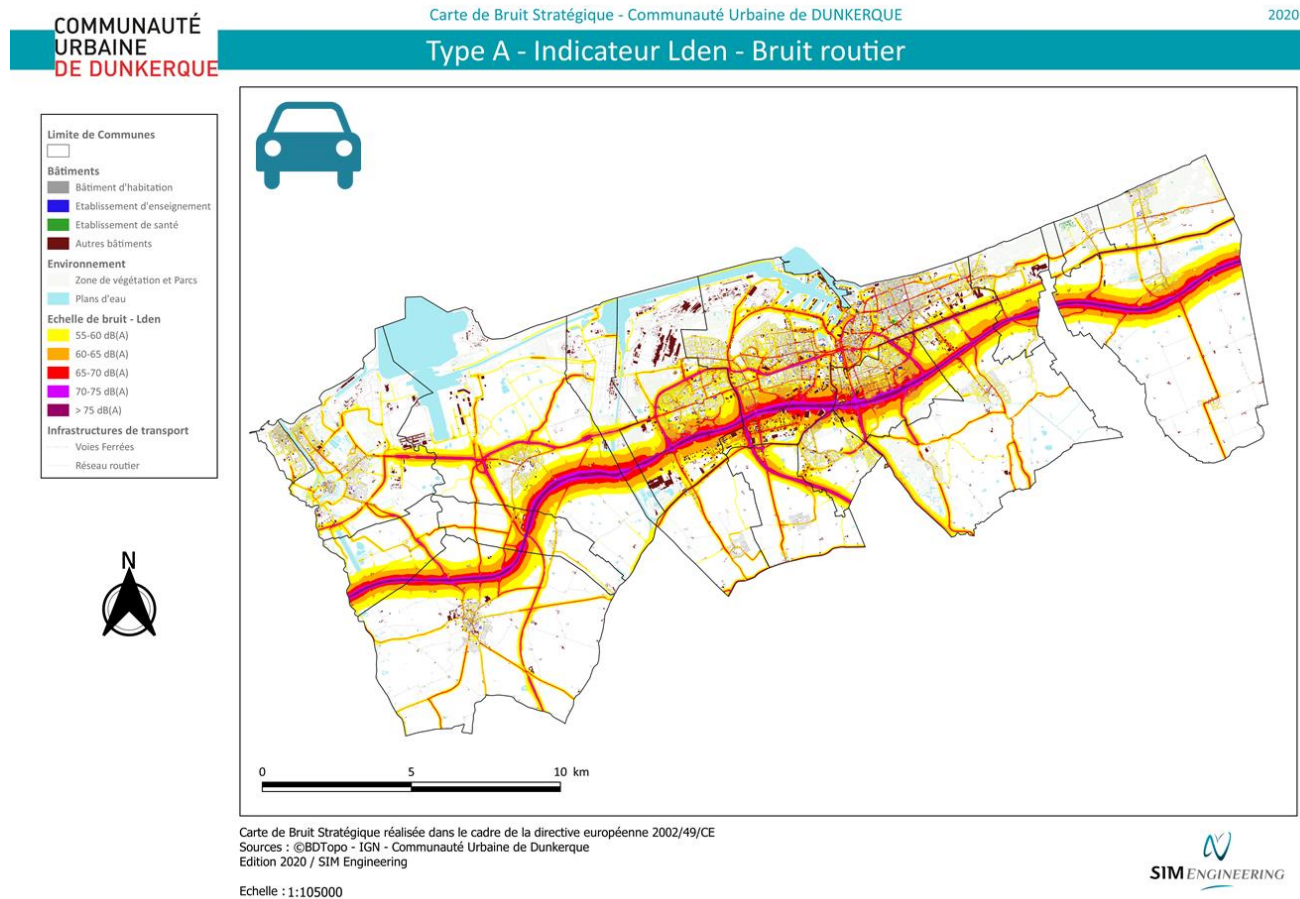 Carte de Bruit Stratégique - Communauté Urbaine de DUNKERQUE
2020
COMMUNAUTÉ
URBAINE
DE DUNKERQUE
Type A - Indicateur Lden - Bruit routier
Limite de Communes
Bâtiments
Bâtiment d'habitation
Etablissement d'enseignement
Etablissement de santé
Autres bâtiments
Environnement
Zone de végétation et Parcs
Plans d'eau
Echelle de bruit - Lden
55-60 dB(A)
60-65 dB(A)
65-70 dB(A)
70-75 dB(A)
> 75 dB(A)
Infrastructures de transport
Voies Ferrées
Réseau routier
N
0 5 10 km
Carte de Bruit Stratégique réalisée dans le cadre de la directive européenne 2002/49/CE
Sources : ©BDTopo - IGN - Communauté Urbaine de Dunkerque
Edition 2020 / SIM Engineering
Echelle : 1:105000
SIM ENGINEERING